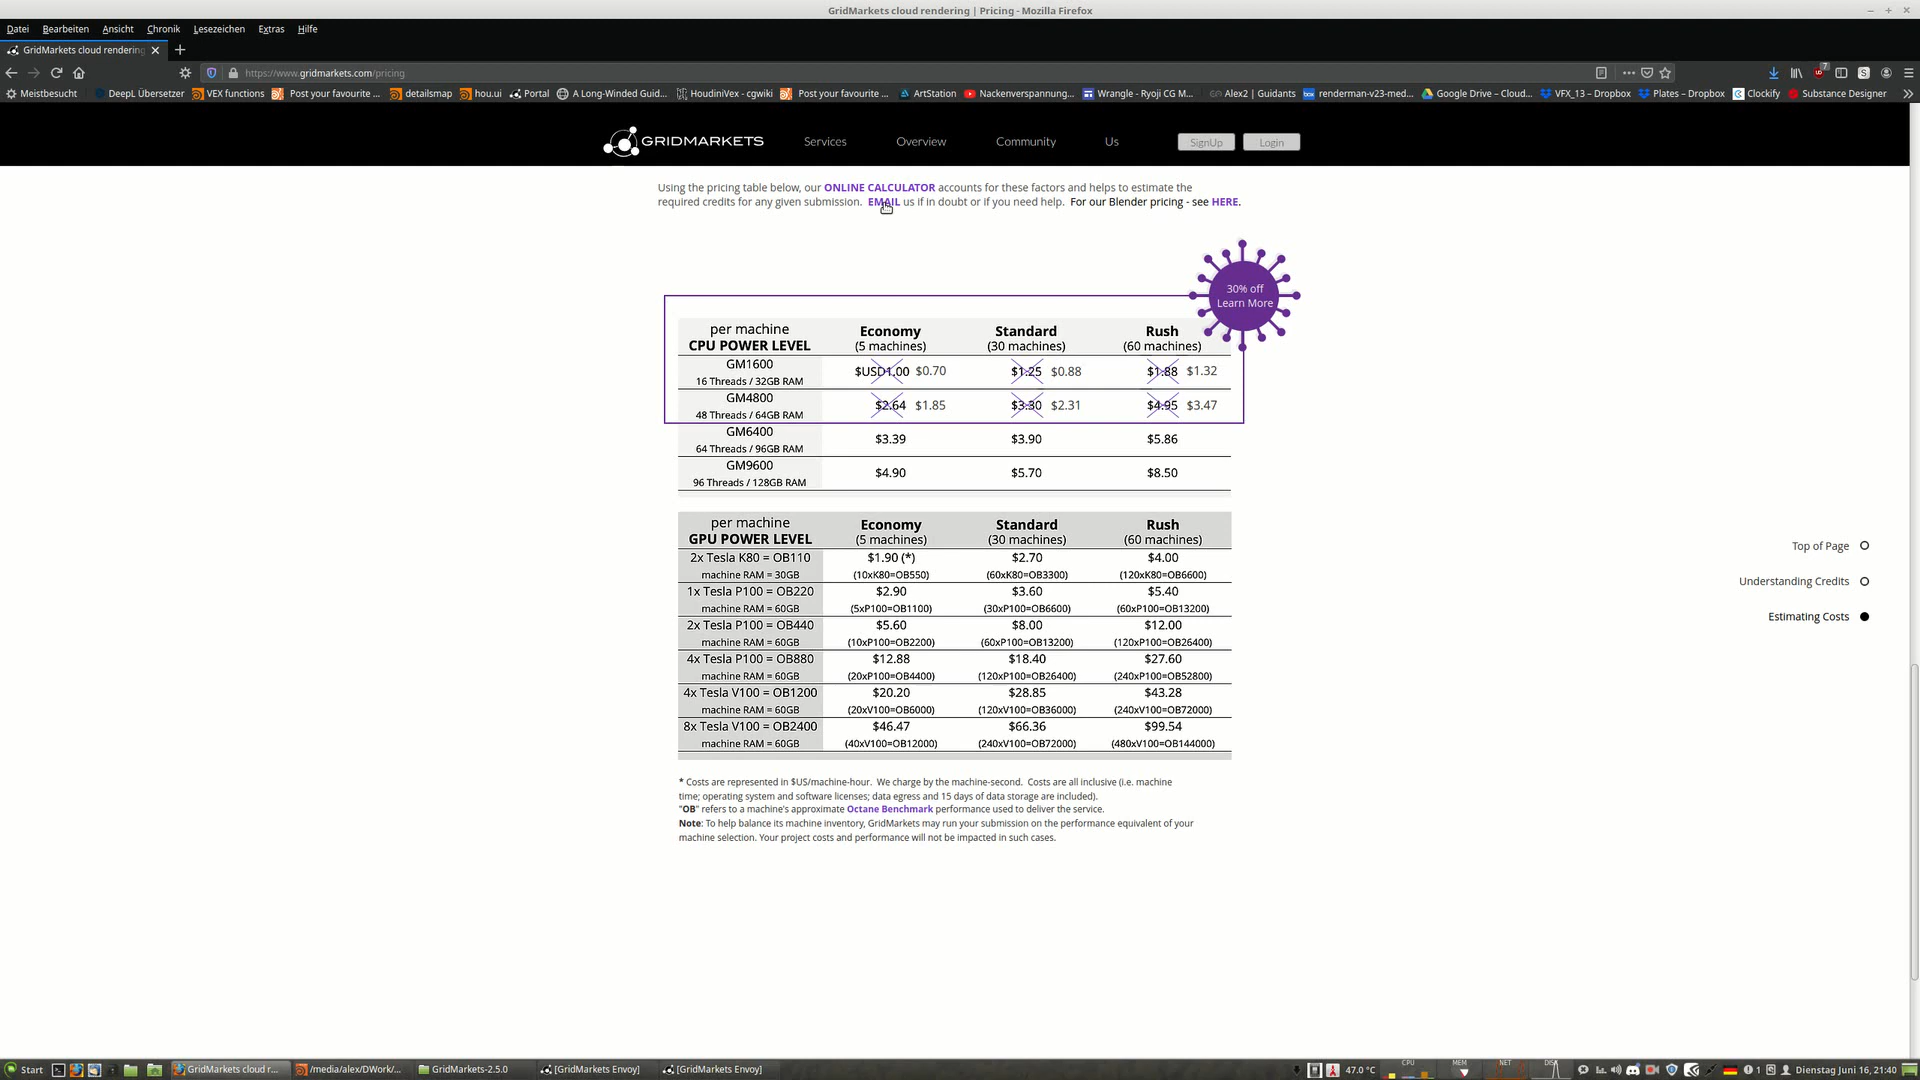 GridMarkets cloud rendering | Pricing - Mozilla Firefox
Datei Bearbeiten Ansicht Chronik Lesezeichen Extras Hilfe
GridMarkets cloud rendering
https://www.gridmarkets.com/pricing
Meistbesucht DeepL Übersetzer VEX functions Post your favourite ... detailsmap hou.ui Portal A Long-Winded Guid... HoudiniVex - cgwiki Post your favourite ... ArtStation Nackenverspannung... Wrangle - Ryoji CG M... Alex2 | Guidants renderman-v23-med... Google Drive – Cloud... VFX_13 – Dropbox Plates – Dropbox Clockify Substance Designer
GRIDMARKETS Services Overview Community Us SignUp Login
Using the pricing table below, our ONLINE CALCULATOR accounts for these factors and helps to estimate the
required credits for any given submission. EMAIL us if in doubt or if you need help. For our Blender pricing - see HERE.
30% off
Learn More
per machine Economy Standard Rush
CPU POWER LEVEL (5 machines) (30 machines) (60 machines)
GM1600 $USD1.00 $0.70 $1.25 $0.88 $1.88 $1.32
16 Threads / 32GB RAM
GM4800 $2.64 $1.85 $3.30 $2.31 $4.95 $3.47
48 Threads / 64GB RAM
GM6400 $3.39 $3.90 $5.86
64 Threads / 96GB RAM
GM9600 $4.90 $5.70 $8.50
96 Threads / 128GB RAM
per machine Economy Standard Rush
GPU POWER LEVEL (5 machines) (30 machines) (60 machines)
2x Tesla K80 = OB110 $1.90 (*) $2.70 $4.00
machine RAM = 30GB (10xK80=OB550) (60xK80=OB3300) (120xK80=OB6600)
1x Tesla P100 = OB220 $2.90 $3.60 $5.40
machine RAM = 60GB (5xP100=OB1100) (30xP100=OB6600) (60xP100=OB13200)
2x Tesla P100 = OB440 $5.60 $8.00 $12.00
machine RAM = 60GB (10xP100=OB2200) (60xP100=OB13200) (120xP100=OB26400)
4x Tesla P100 = OB880 $12.88 $18.40 $27.60
machine RAM = 60GB (20xP100=OB4400) (120xP100=OB26400) (240xP100=OB52800)
4x Tesla V100 = OB1200 $20.20 $28.85 $43.28
machine RAM = 60GB (20xV100=OB6000) (120xV100=OB36000) (240xV100=OB72000)
8x Tesla V100 = OB2400 $46.47 $66.36 $99.54
machine RAM = 60GB (40xV100=OB12000) (240xV100=OB72000) (480xV100=OB144000)
* Costs are represented in $US/machine-hour. We charge by the machine-second. Costs are all inclusive (i.e. machine
time; operating system and software licenses; data egress and 15 days of data storage are included).
"OB" refers to a machine's approximate Octane Benchmark performance used to deliver the service.
Note: To help balance its machine inventory, GridMarkets may run your submission on the performance equivalent of your
machine selection. Your project costs and performance will not be impacted in such cases.
Top of Page
Understanding Credits
Estimating Costs
Start GridMarkets cloud r... /media/alex/DWork/... GridMarkets-2.5.0 [GridMarkets Envoy] [GridMarkets Envoy] 47.0 °C CPU MEM NET 1 Dienstag Juni 16, 21:40